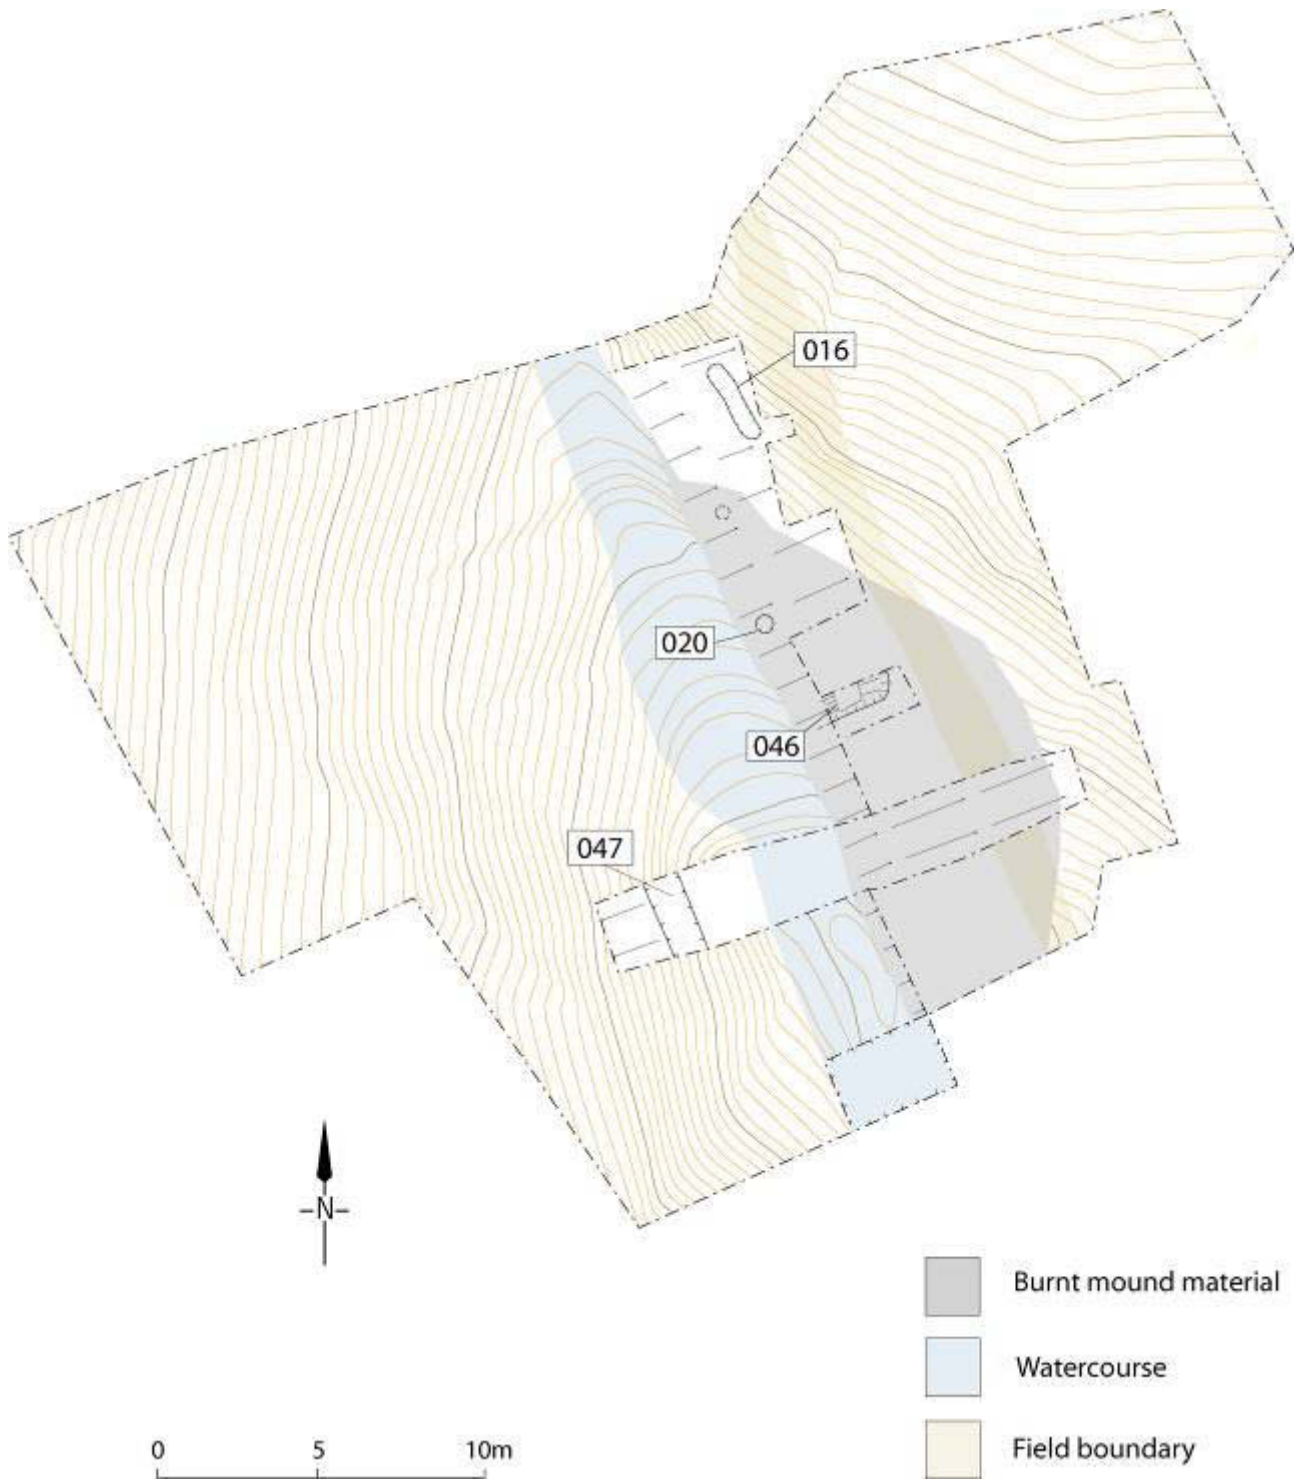 016
020
046
047
-N-
Burnt mound material
Watercourse
0 5 10m
Field boundary